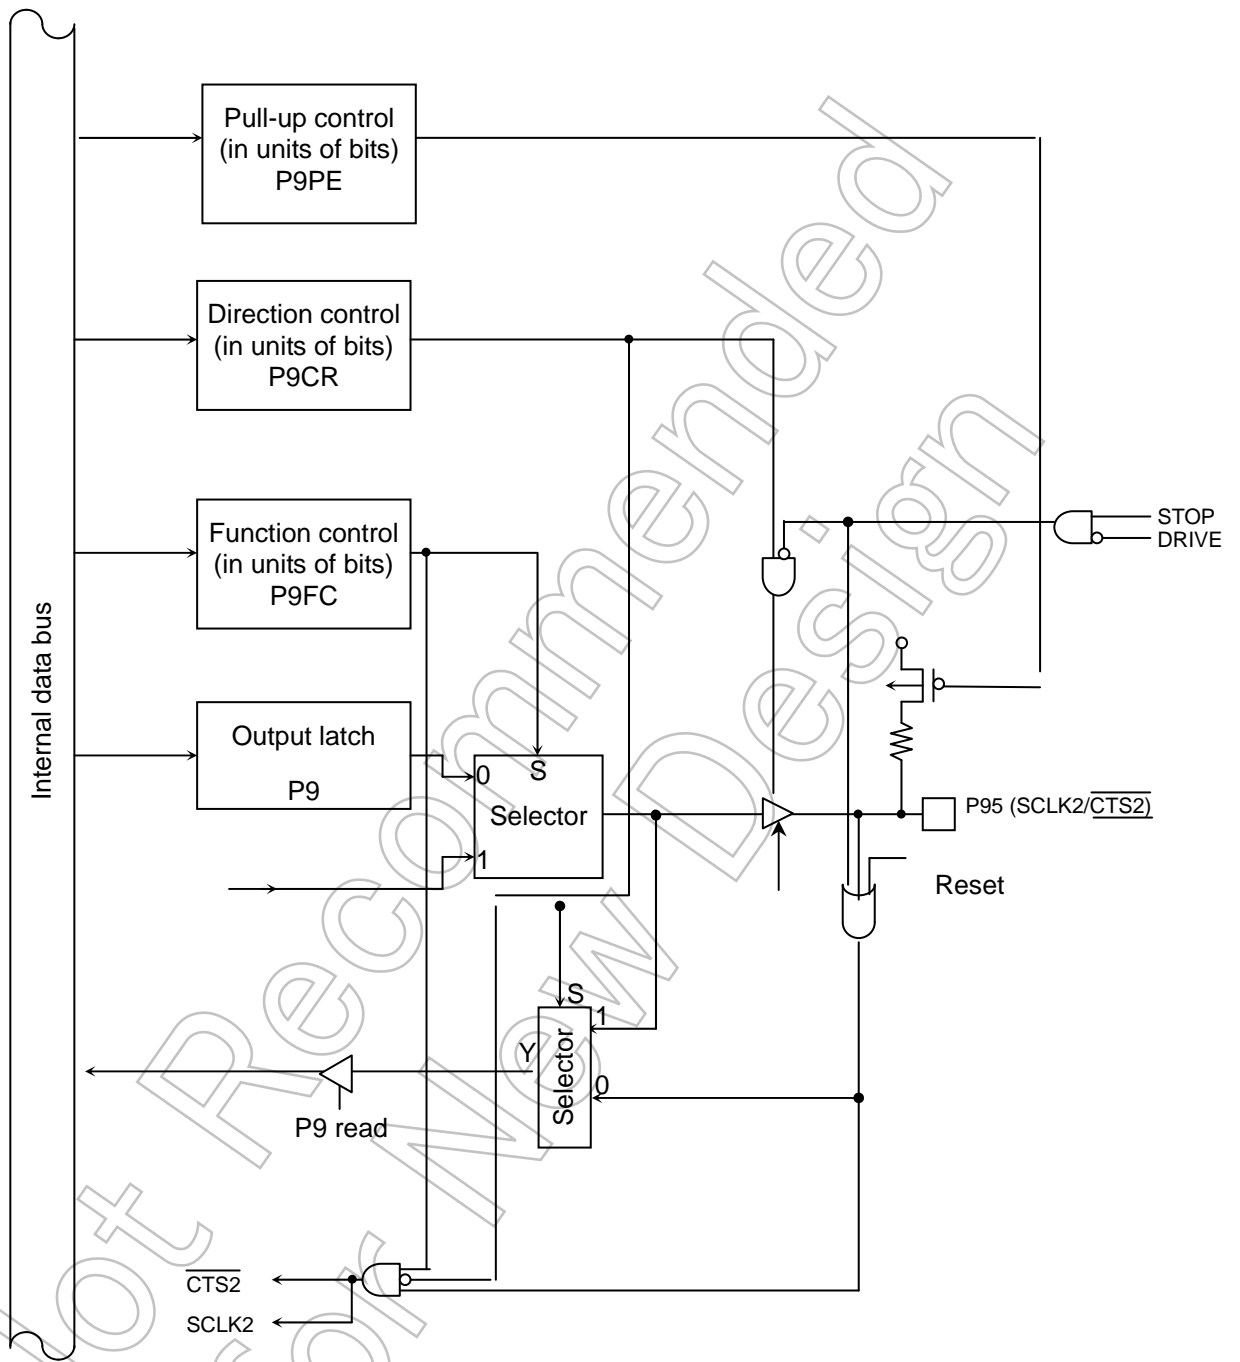 Pull-up control
(in units of bits)
P9PE
Direction control
(in units of bits)
P9CR
Function control
(in units of bits)
P9FC
STOP
DRIVE
Internal data bus
Output latch
P9
0
S
Selector
1
P95 (SCLK2/CTS2)
Reset
S
1
Selector
Y
0
P9 read
CTS2
SCLK2
Not Recommended
for New Design